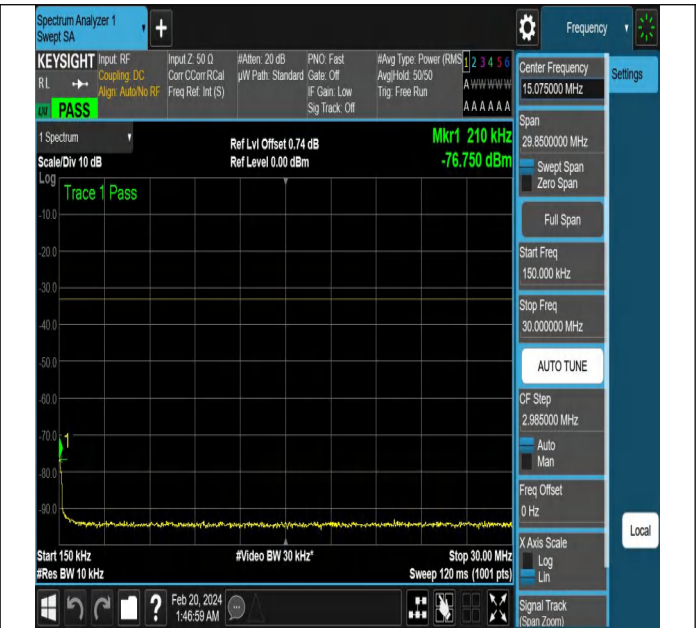 Spectrum Analyzer 1
Swept SA
+
Frequency
KEYSIGHT
RL
PASS
Input: RF
Coupling: DC
Align: Auto/No RF
Input Z: 50 Ω
Corr CCorr RCal
Freq Ref: Int (S)
#Atten: 20 dB
µW Path: Standard
PNO: Fast
Gate: Off
IF Gain: Low
Sig Track: Off
#Avg Type: Power (RMS
Avg|Hold: 50/50
Trig: Free Run
1 2 3 4 5 6
A W W W W W
A A A A A A
1 Spectrum
Scale/Div 10 dB
Ref Lvl Offset 0.74 dB
Ref Level 0.00 dBm
Mkr1 210 kHz
-76.750 dBm
Log
Trace 1 Pass
-10.0
-20.0
-30.0
-40.0
-50.0
-60.0
-70.0
1
-80.0
-90.0
Start 150 kHz
#Video BW 30 kHz*
Stop 30.00 MHz
#Res BW 10 kHz
Sweep 120 ms (1001 pts)
?
Feb 20, 2024
1:46:59 AM
Center Frequency
15.075000 MHz
Settings
Span
29.8500000 MHz
Swept Span
Zero Span
Full Span
Start Freq
150.000 kHz
Stop Freq
30.000000 MHz
AUTO TUNE
CF Step
2.985000 MHz
Auto
Man
Freq Offset
0 Hz
Local
X Axis Scale
Log
Lin
Signal Track
(Span Zoom)